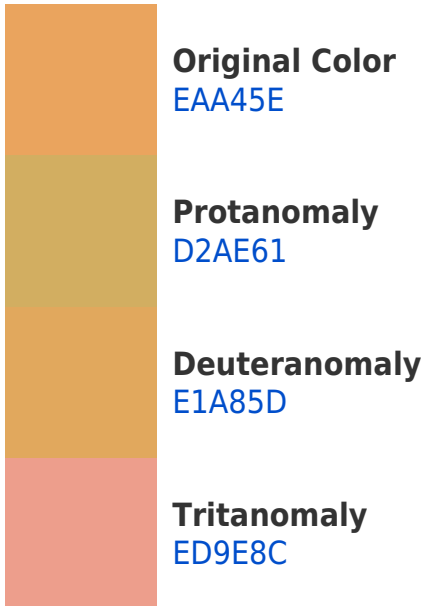 Original Color
EAA45E
Protanomaly
D2AE61
Deuteranomaly
E1A85D
Tritanomaly
ED9E8C